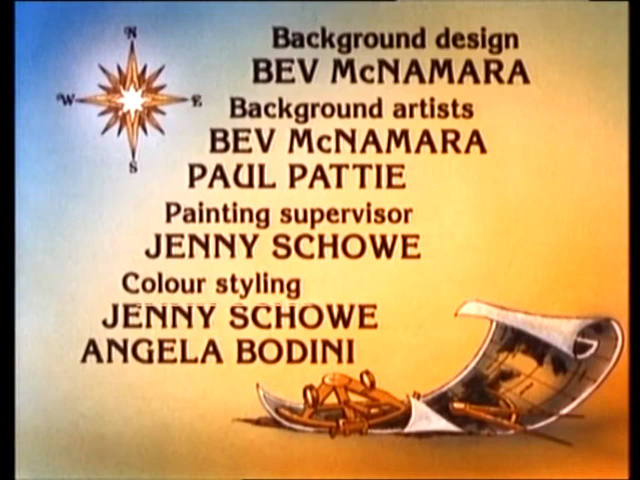 N
W E
S
Background design
BEV McNAMARA
Background artists
BEV McNAMARA
PAUL PATTIE
Painting supervisor
JENNY SCHOWE
Colour styling
JENNY SCHOWE
ANGELA BODINI